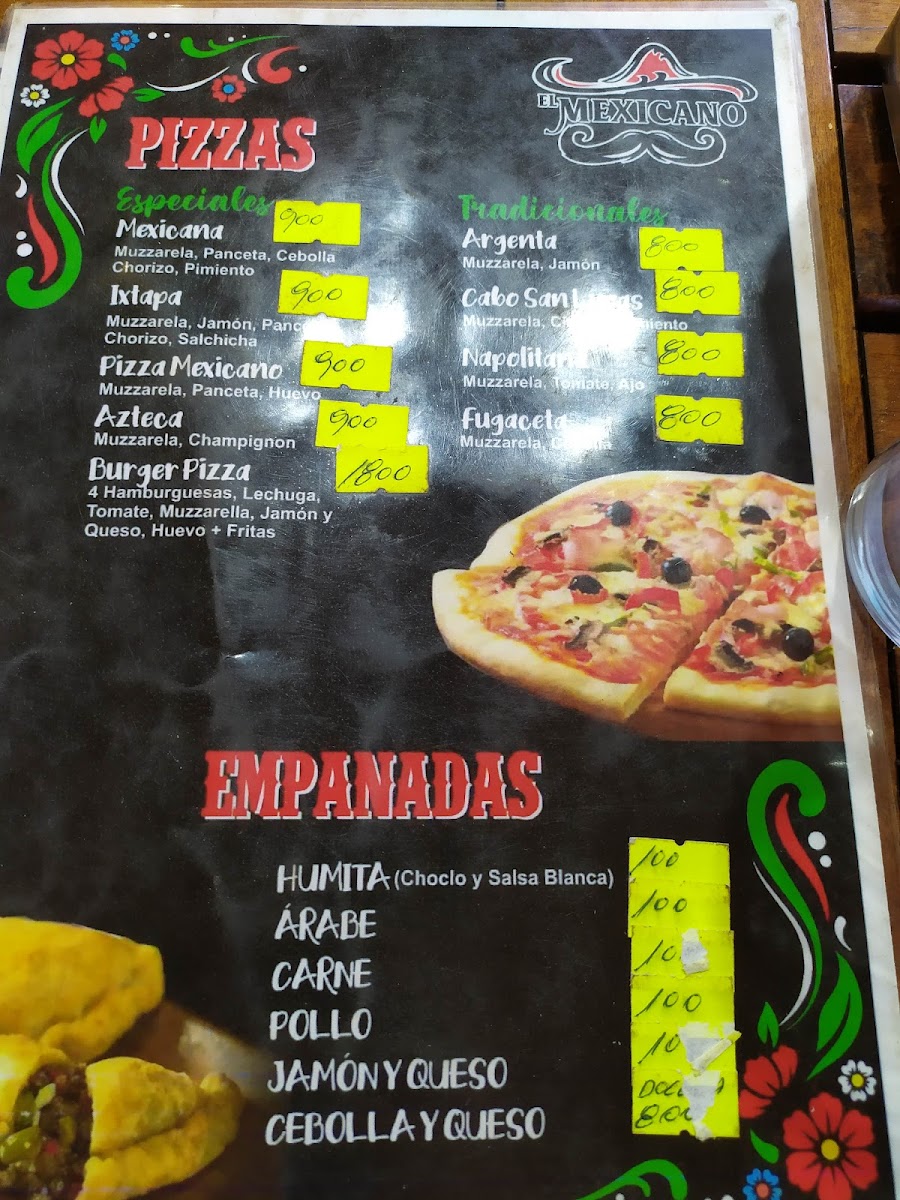 EL
MEXICANO
PIZZAS
Especiales
900
Mexicana
Muzzarela, Panceta, Cebolla
Chorizo, Pimiento
Ixtapa
900
Muzzarela, Jamón,
Chorizo, Salchicha
Pizza Mexicano
900
Muzzarela, Panceta, Huevo
Azteca
900
Muzzarela, Champignon
Burger Pizza
1800
4 Hamburguesas, Lechuga,
Tomate, Muzzarella, Jamón y
Queso, Huevo + Fritas
Tradicionales
Argenta
800
Muzzarela, Jamón
Cabo San
800
Muzzarela,
Napolitana
800
Muzzarela, Tomate, Ajo
Fugaceta
800
Muzzarela,
EMPANADAS
HUMITA (Choclo y Salsa Blanca)
100
ÁRABE
100
CARNE
10
POLLO
100
JAMÓN Y QUESO
10
CEBOLLA Y QUESO